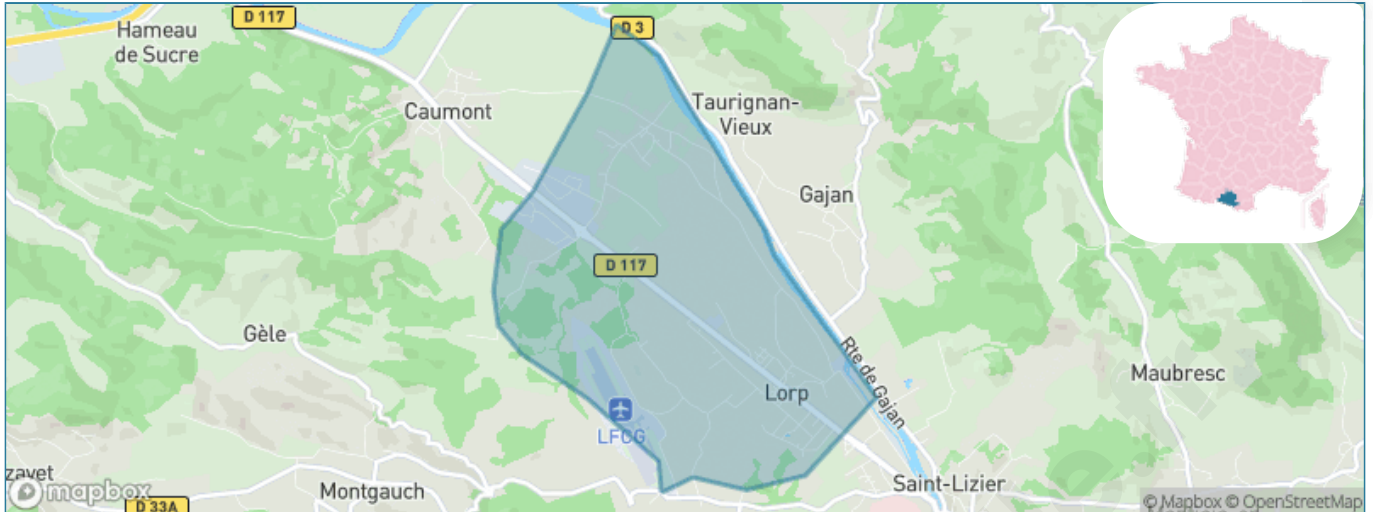 D 117
D 3
Hameau
de Sucre
Caumont
Taurignan-
Vieux
Gajan
D 117
Gèle
Rte de Gajan
Maubresc
Lorp
LFCG
zavet
Saint-Lizier
Montgauch
mapbox
D 33A
© Mapbox © OpenStreetMap